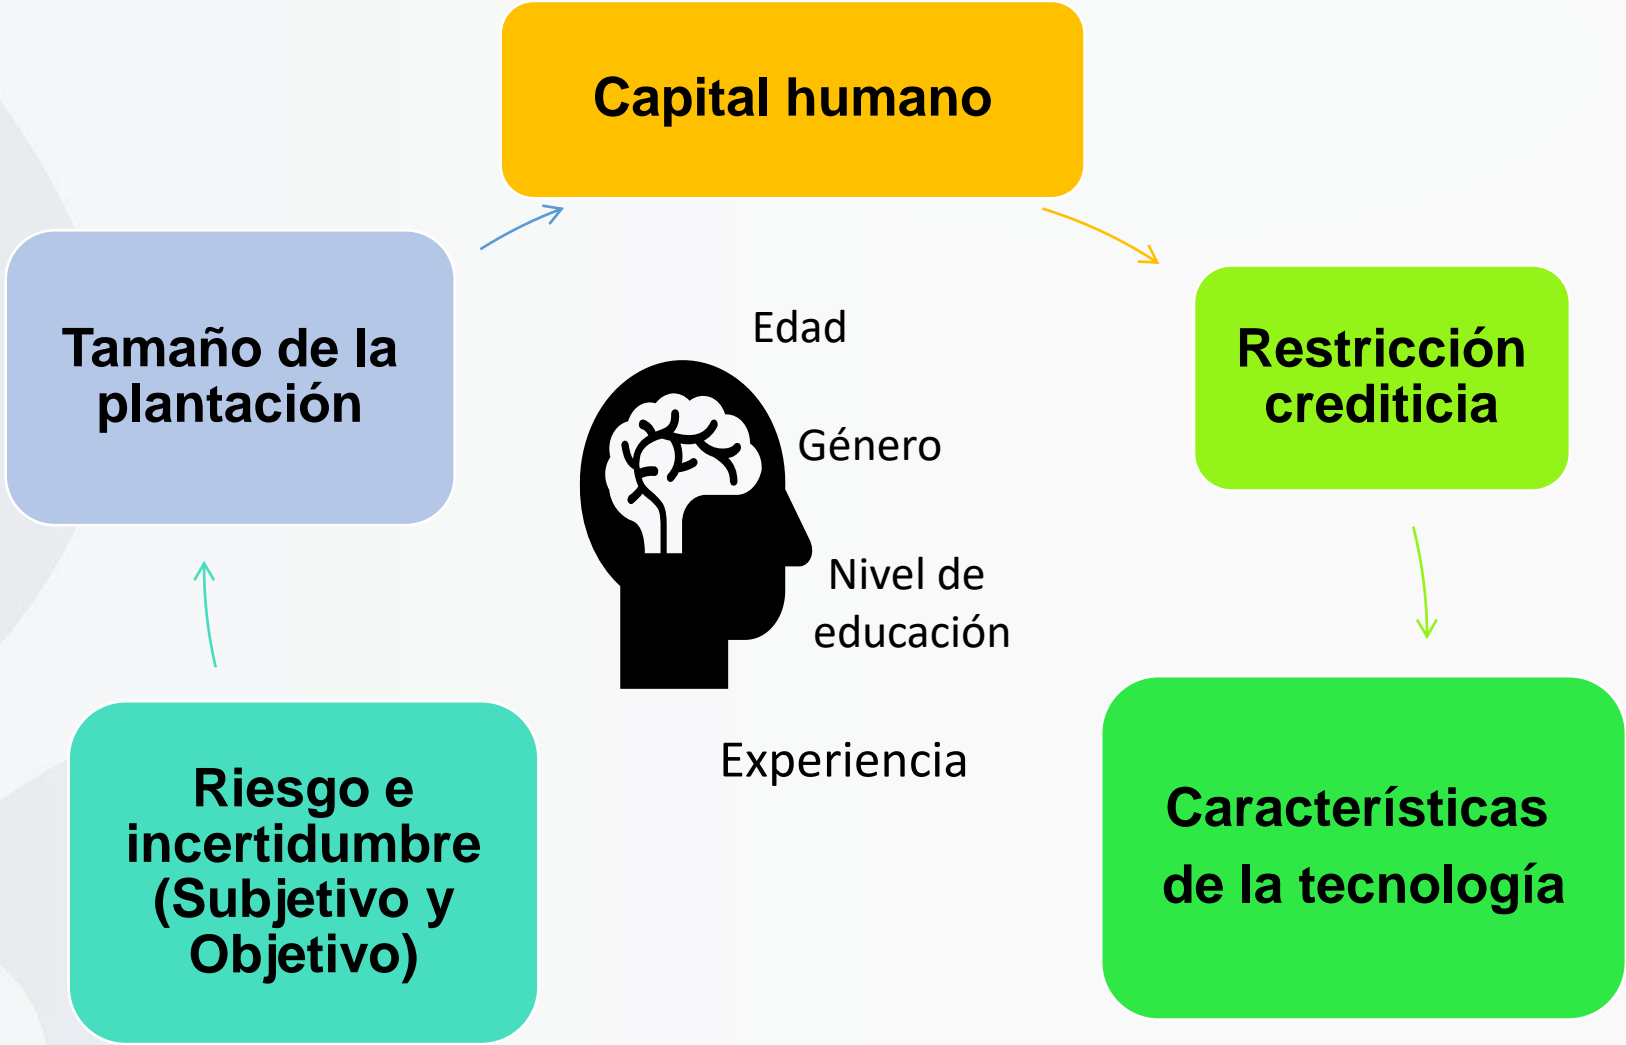 Capital humano
Tamaño de la
plantación
Edad
Género
Nivel de
educación
Experiencia
Restricción
crediticia
Riesgo e
incertidumbre
(Subjetivo y
Objetivo)
Característícas
de la tecnología